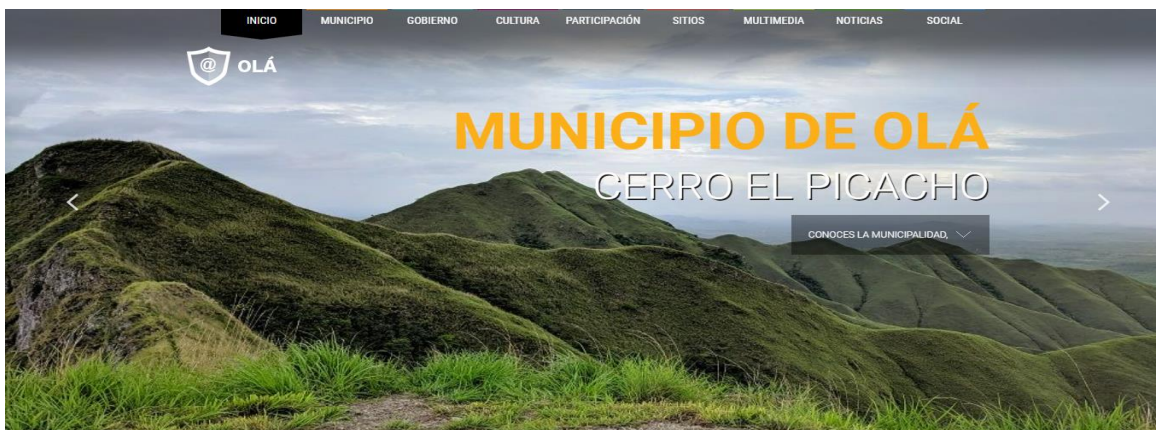 INICIO MUNICIPIO GOBIERNO CULTURA PARTICIPACIÓN SITIOS MULTIMEDIA NOTICIAS SOCIAL
@ OLÁ
MUNICIPIO DE OLÁ
CERRO EL PICACHO
CONOCES LA MUNICIPALIDAD,